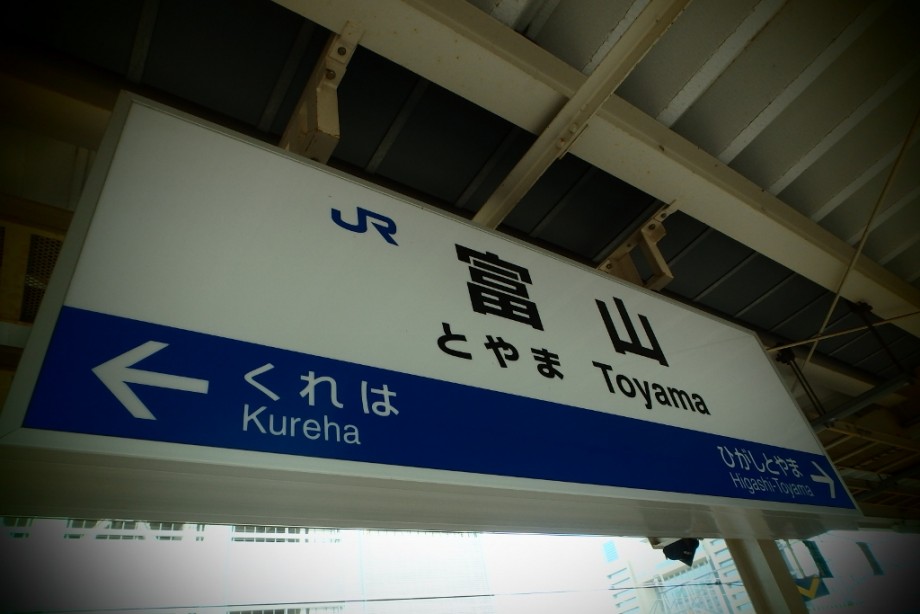 JR
富山
とやま Toyama
くれは
Kureha
ひがしとやま
Higashi-Toyama